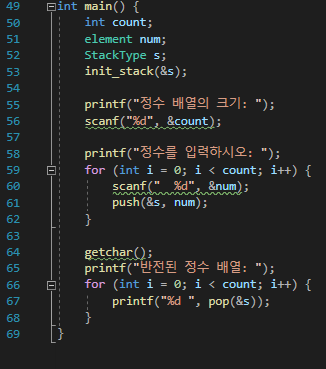 49 int main() {
50 int count;
51 element num;
52 StackType s;
53 init_stack(&s);
54
55 printf("정수 배열의 크기: ");
56 scanf("%d", &count);
57
58 printf("정수를 입력하시오: ");
59 for (int i = 0; i < count; i++) {
60 scanf("  %d", &num);
61 push(&s, num);
62 }
63
64 getchar();
65 printf("반전된 정수 배열: ");
66 for (int i = 0; i < count; i++) {
67 printf("%d ", pop(&s));
68 }
69 }